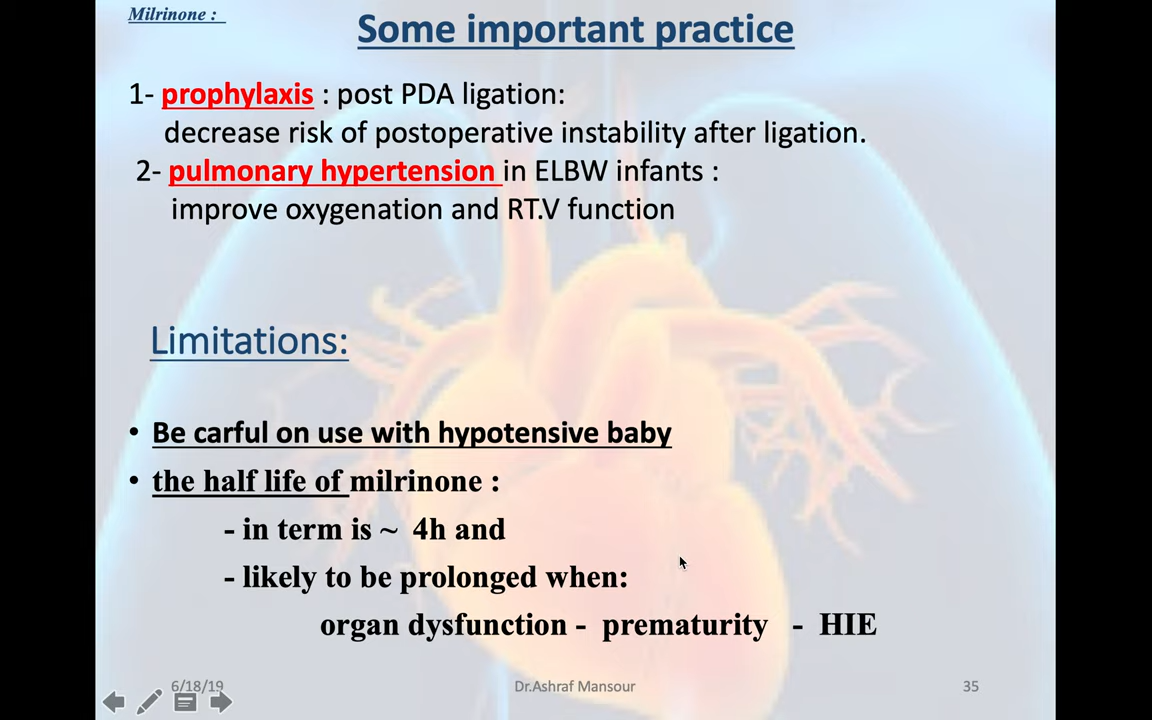 Milrinone :
Some important practice
1- prophylaxis : post PDA ligation:
decrease risk of postoperative instability after ligation.
2- pulmonary hypertension in ELBW infants :
improve oxygenation and RT.V function
Limitations:
• Be carful on use with hypotensive baby
• the half life of milrinone :
- in term is ~ 4h and
- likely to be prolonged when:
organ dysfunction - prematurity - HIE
6/18/19 Dr.Ashraf Mansour 35